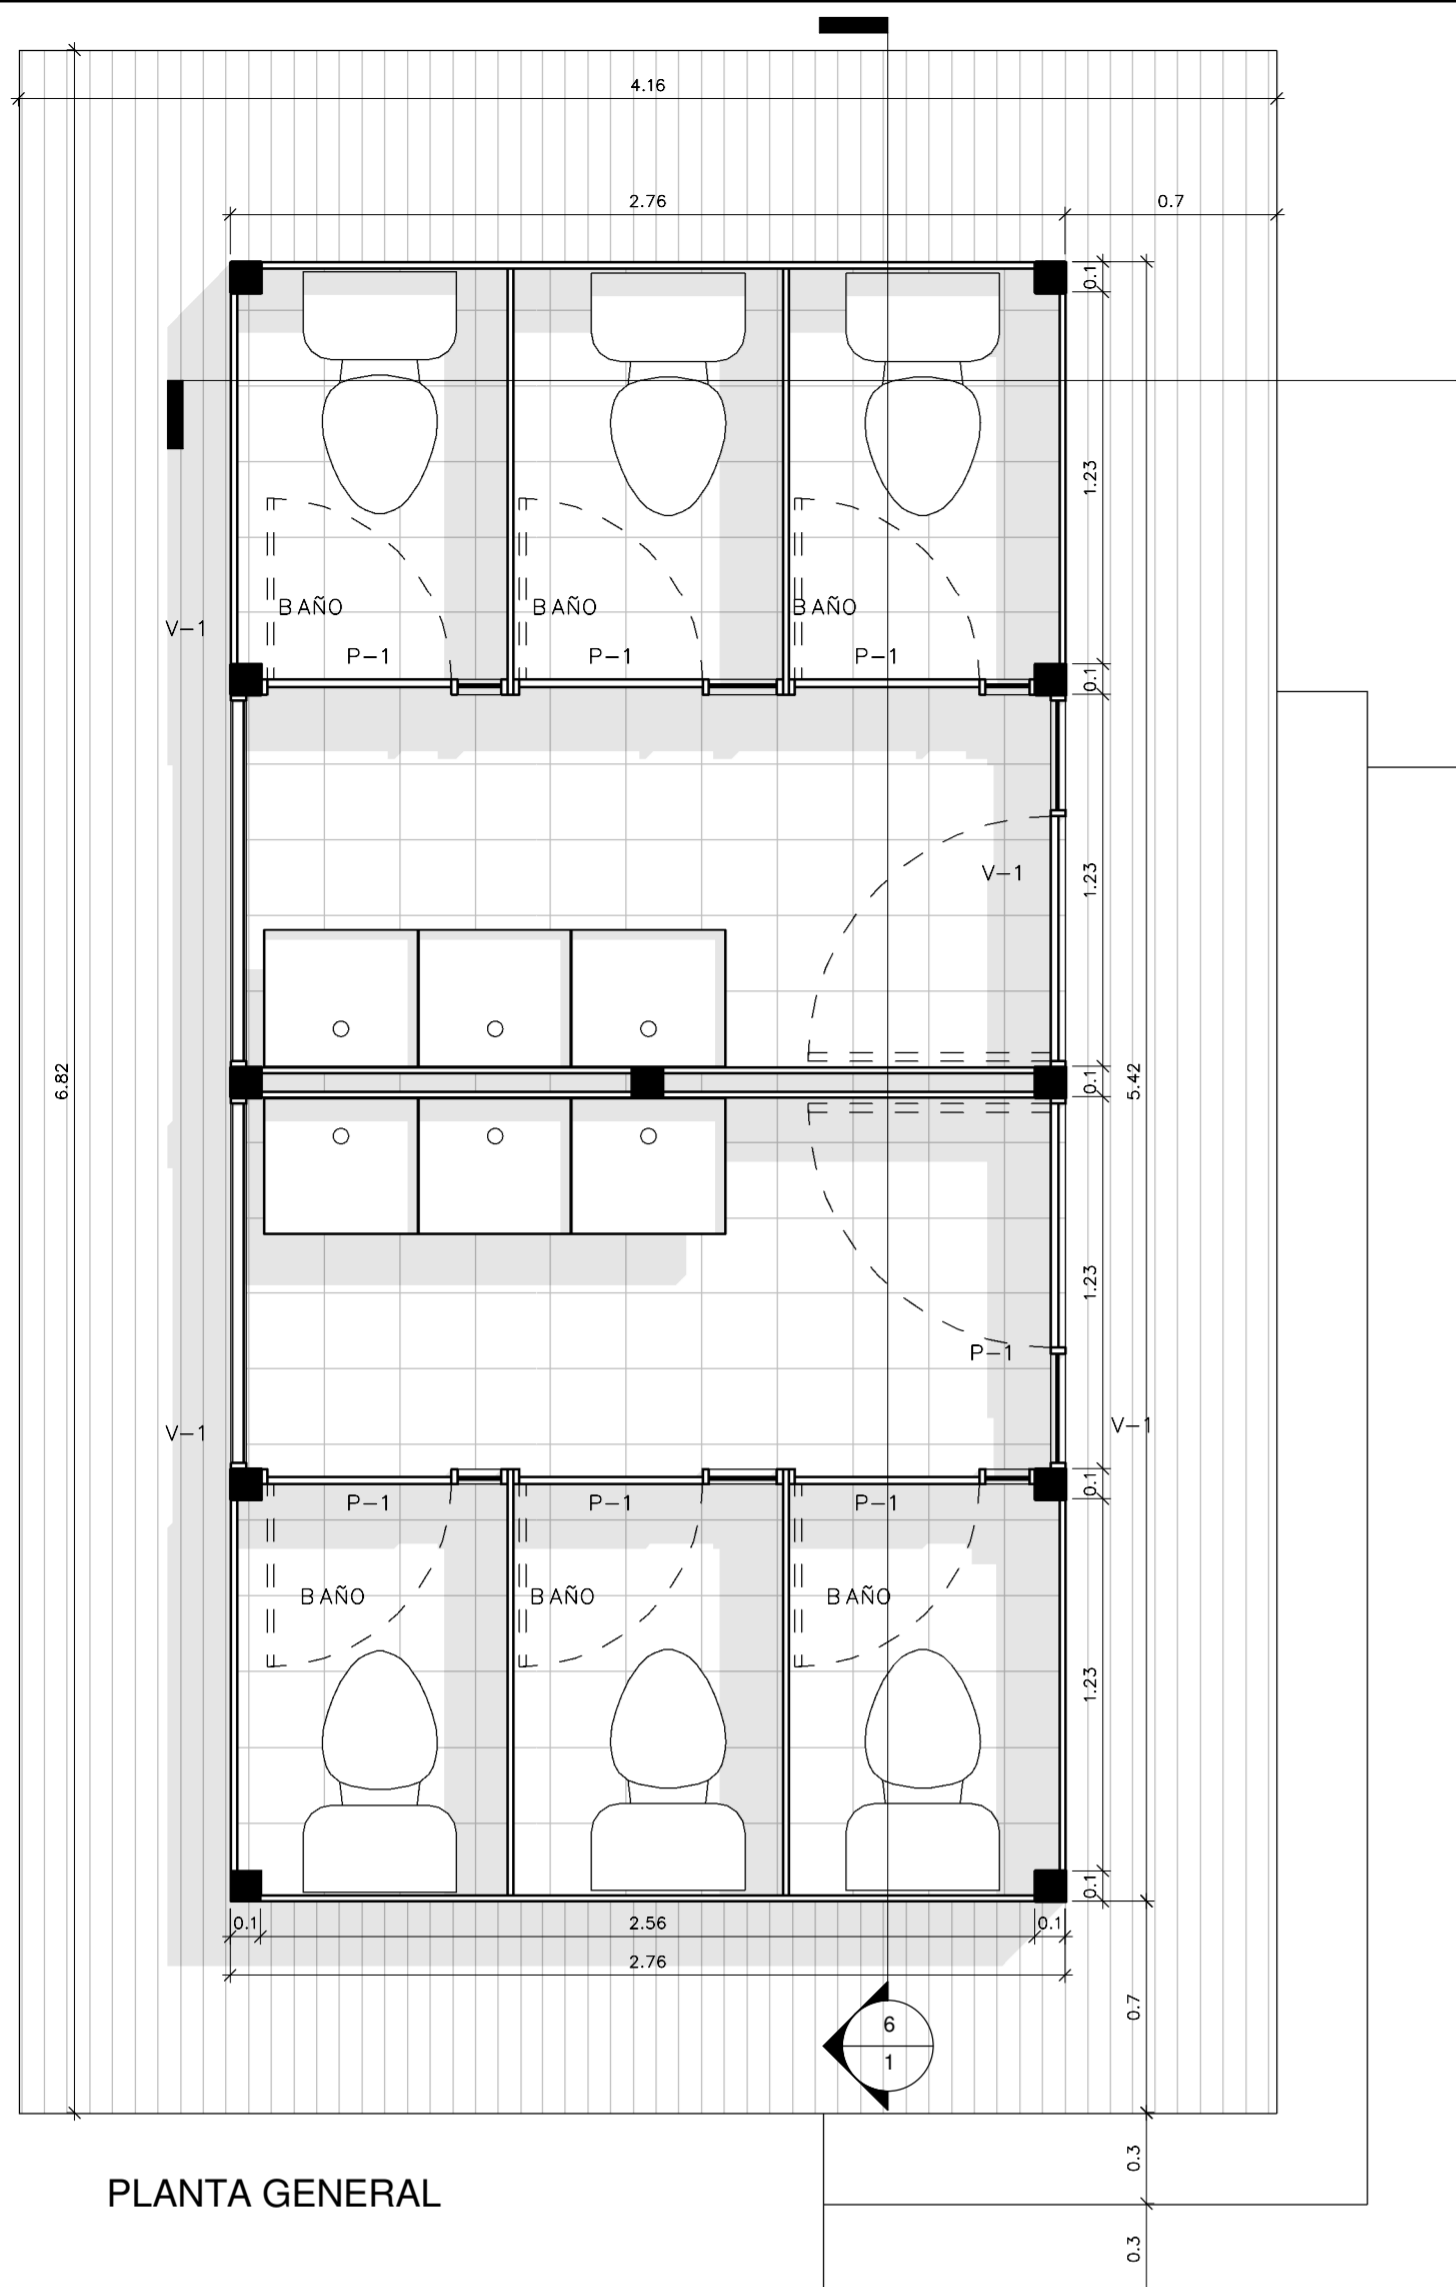 4.16
2.76
0.7
0.1
1.23
BAÑO
BAÑO
BAÑO
V-1
P-1
P-1
P-1
0.1
V-1
1.23
6.82
0.1
5.42
1.23
P-1
V-1
V-1
0.1
P-1
P-1
P-1
BAÑO
BAÑO
BAÑO
1.23
0.1
0.1
2.56
0.1
2.76
0.7
6
1
0.3
PLANTA GENERAL
0.3